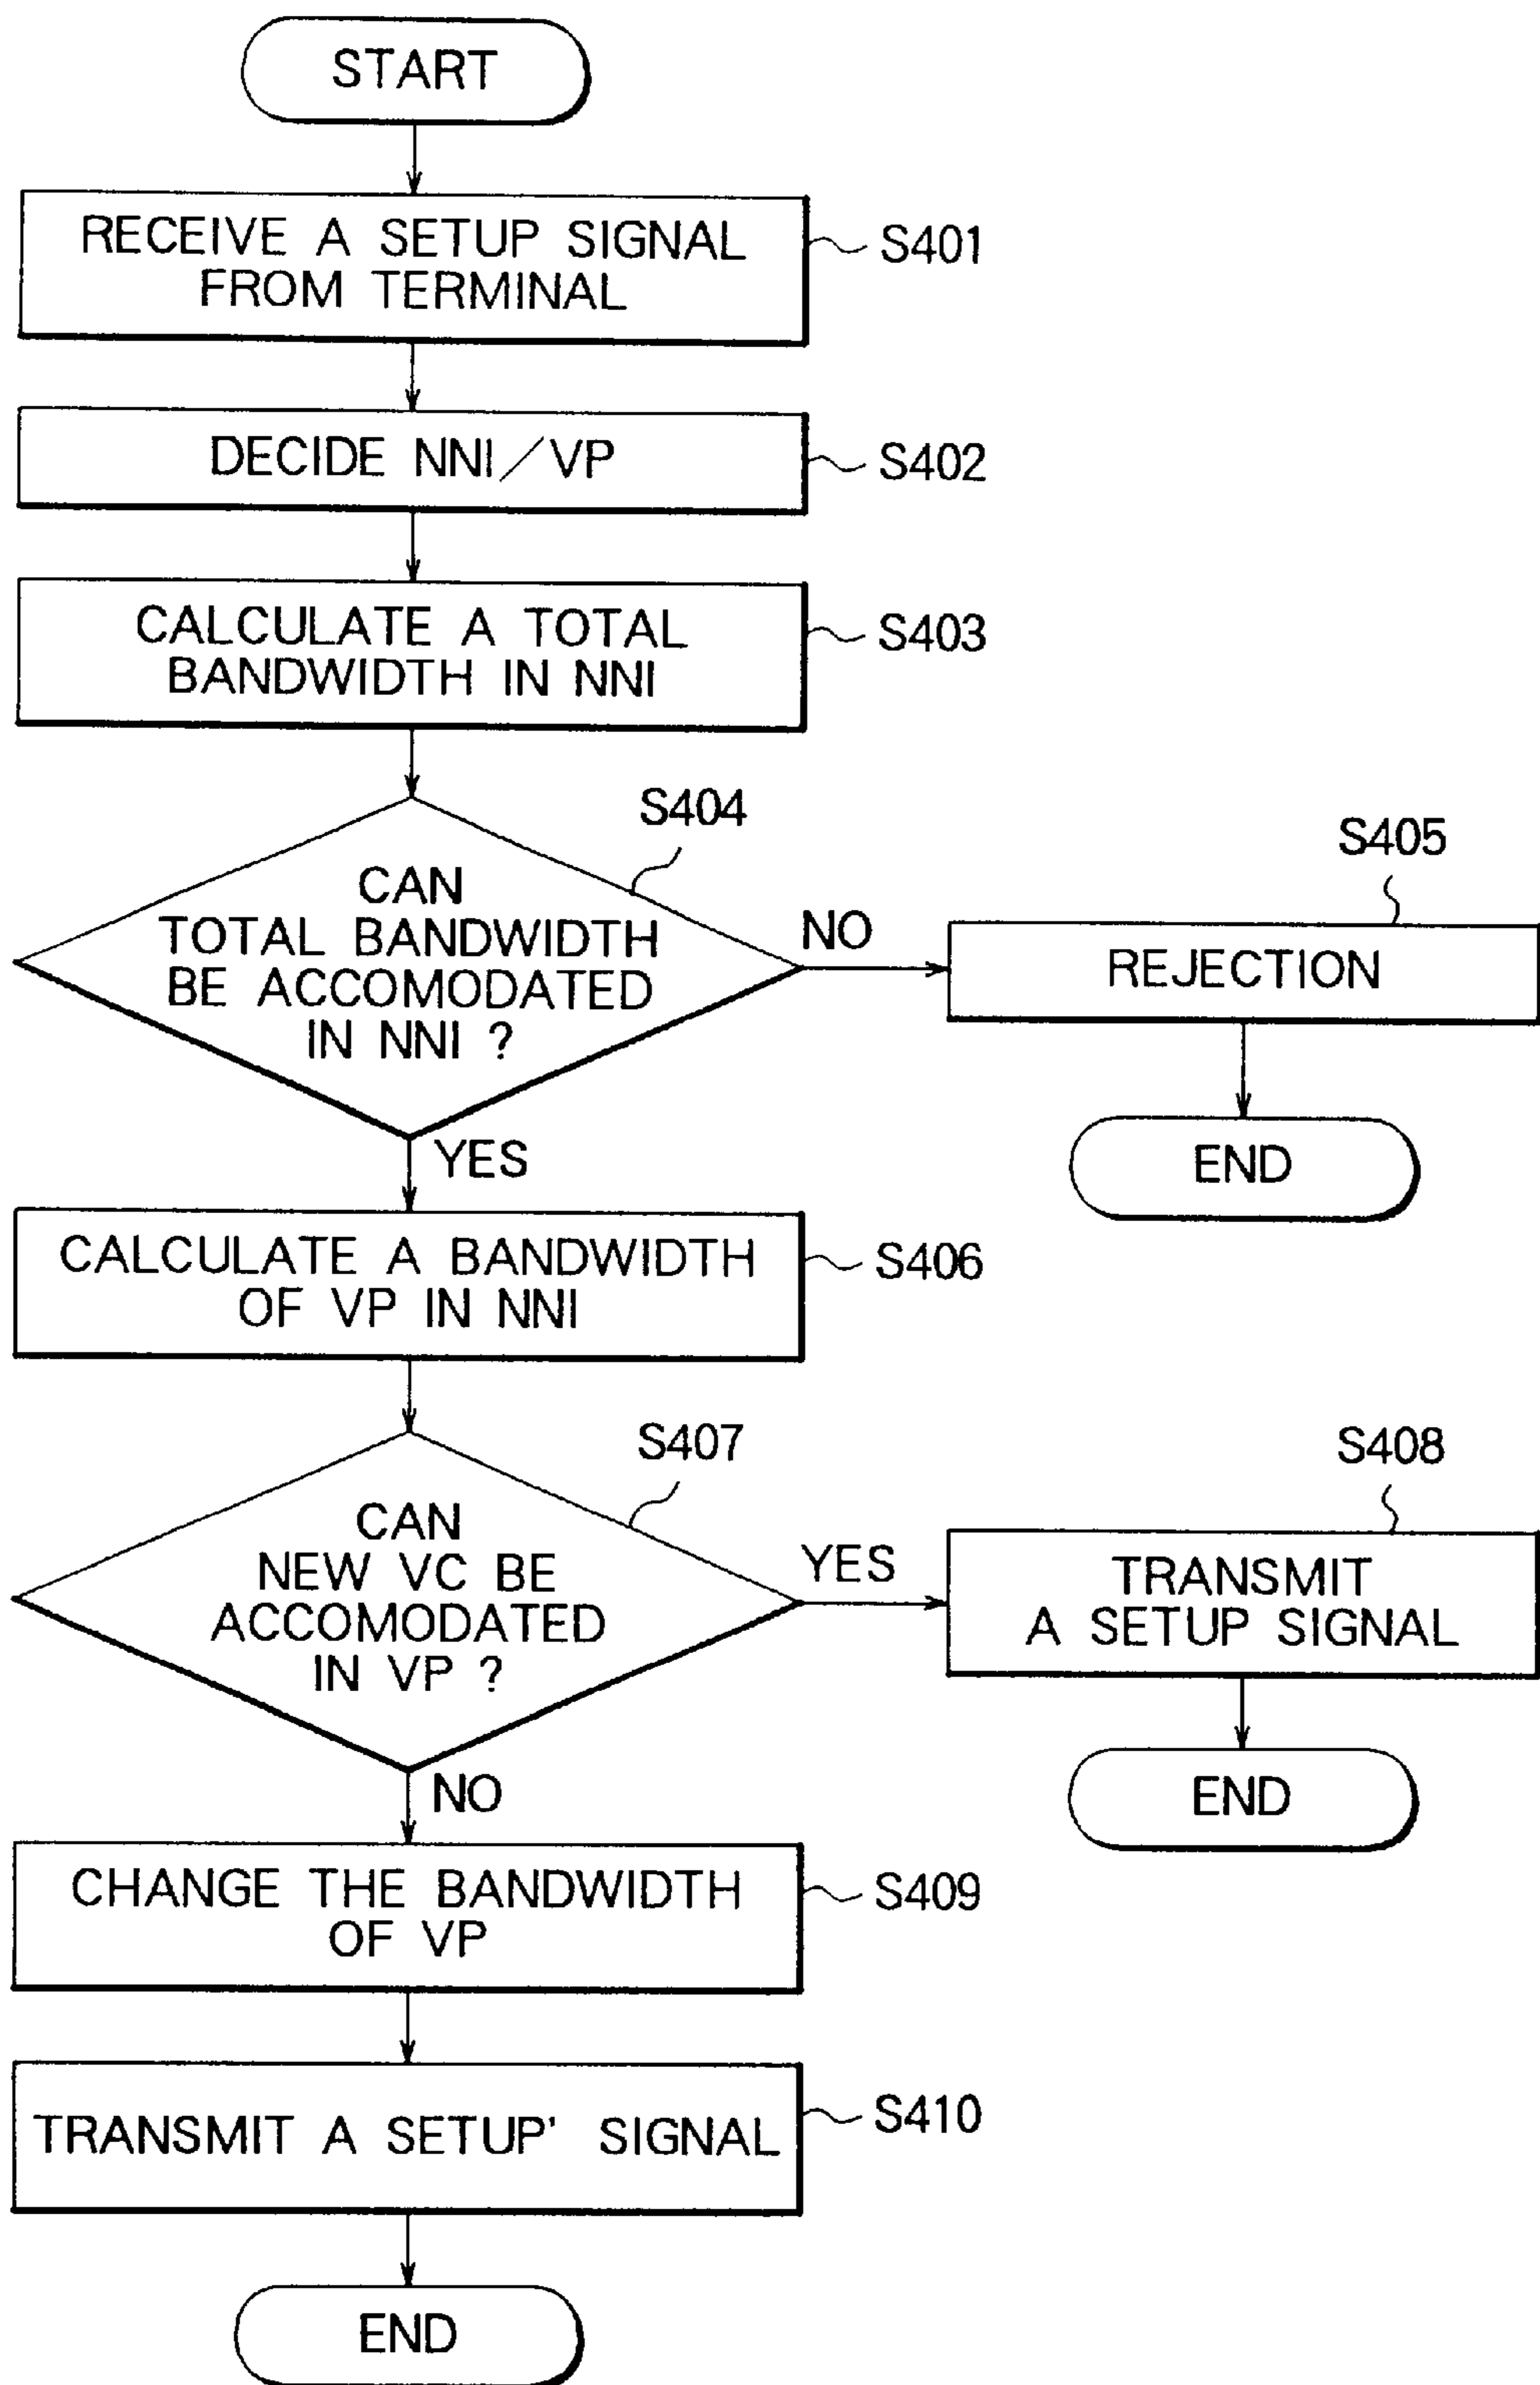 START
RECEIVE A SETUP SIGNAL
FROM TERMINAL
S401
DECIDE NNI/VP
S402
CALCULATE A TOTAL
BANDWIDTH IN NNI
S403
S404
CAN
TOTAL BANDWIDTH
BE ACCOMODATED
IN NNI ?
NO
S405
REJECTION
END
YES
CALCULATE A BANDWIDTH
OF VP IN NNI
S406
S407
CAN
NEW VC BE
ACCOMODATED
IN VP ?
YES
S408
TRANSMIT
A SETUP SIGNAL
END
NO
CHANGE THE BANDWIDTH
OF VP
S409
TRANSMIT A SETUP' SIGNAL
S410
END